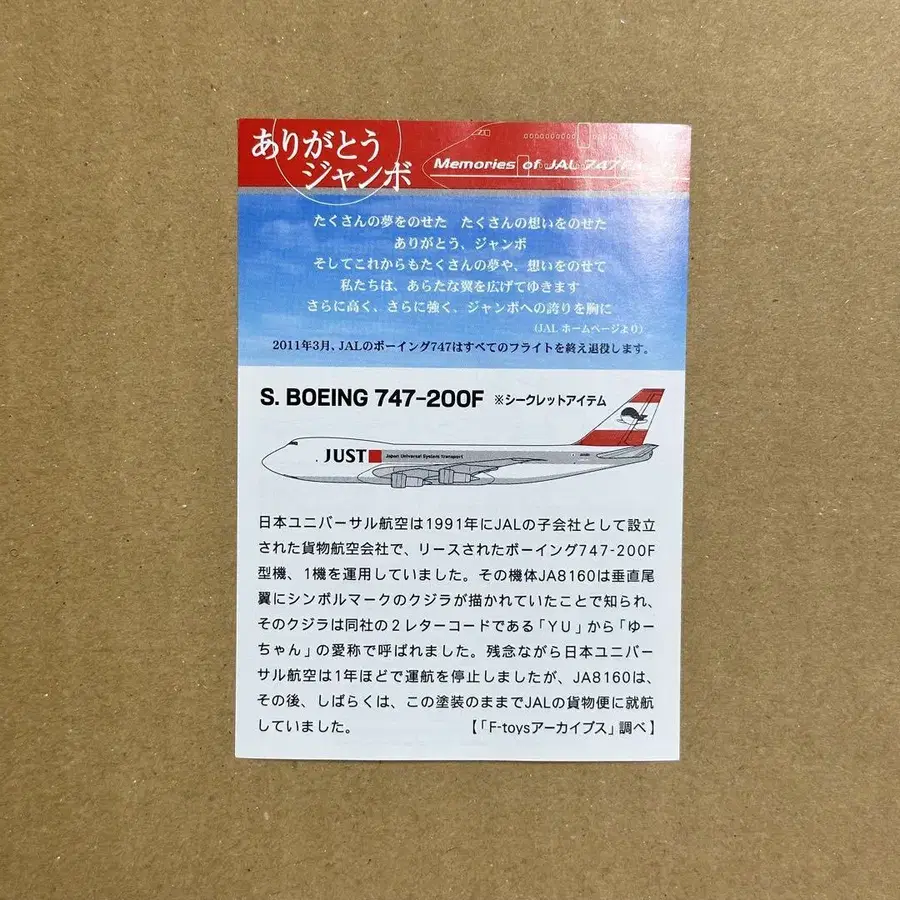 ありがとう
ジャンボ
Memories of JAL 747
たくさんの夢をのせた たくさんの想いをのせた
ありがとう、ジャンボ
そしてこれからもたくさんの夢や、想いをのせて
私たちは、あらたな翼を広げてゆきます
さらに高く、さらに強く、ジャンボへの誇りを胸に
(JAL ホームページより)
2011年3月、JALのボーイング747はすべてのフライトを終え退役します。
S. BOEING 747-200F ※シークレットアイテム
JUST Japan Universal System Transport
日本ユニバーサル航空は1991年にJALの子会社として設立
された貨物航空会社で、リースされたボーイング747-200F
型機、1機を運用していました。その機体JA8160は垂直尾
翼にシンボルマークのクジラが描かれていたことで知られ、
そのクジラは同社の2レターコードである「YU」から「ゆー
ちゃん」の愛称で呼ばれました。残念ながら日本ユニバー
サル航空は1年ほどで運航を停止しましたが、JA8160は、
その後、しばらくは、この塗装のままでJALの貨物便に就航
していました。 【「F-toysアーカイブス」調べ】